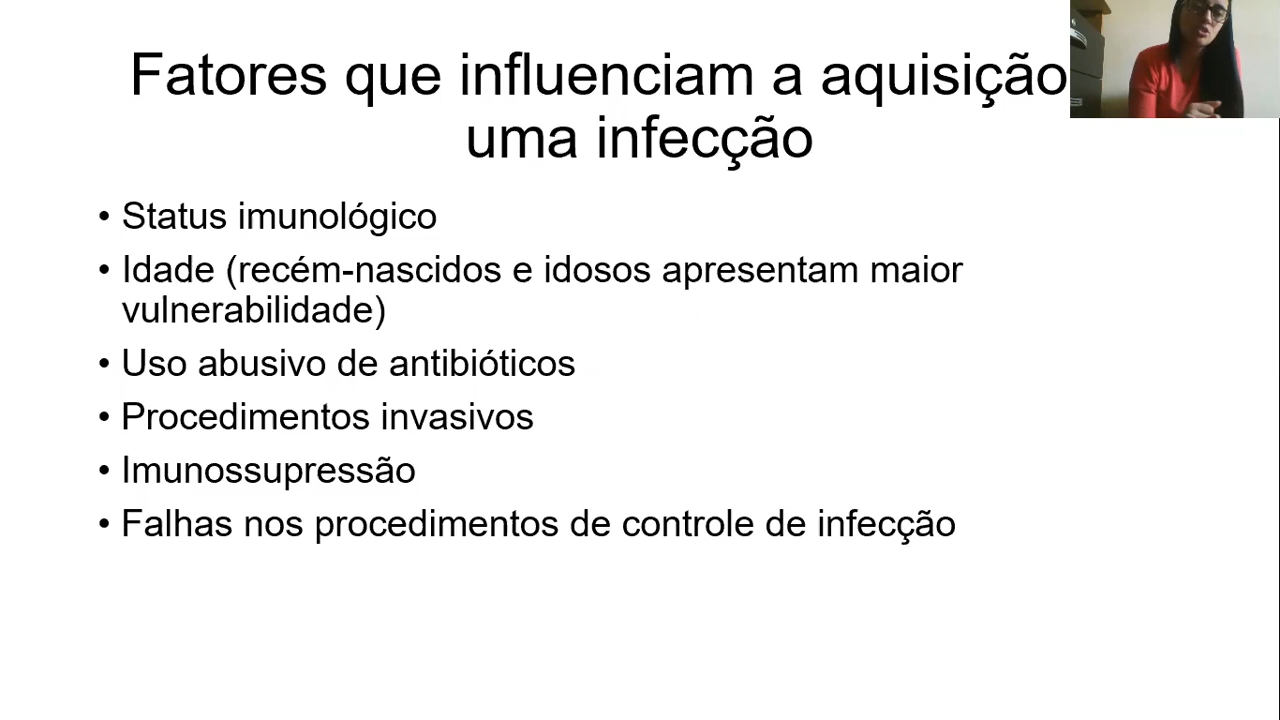 Fatores que influenciam a aquisição
uma infecção
• Status imunológico
• Idade (recém-nascidos e idosos apresentam maior
vulnerabilidade)
• Uso abusivo de antibióticos
• Procedimentos invasivos
• Imunossupressão
• Falhas nos procedimentos de controle de infecção